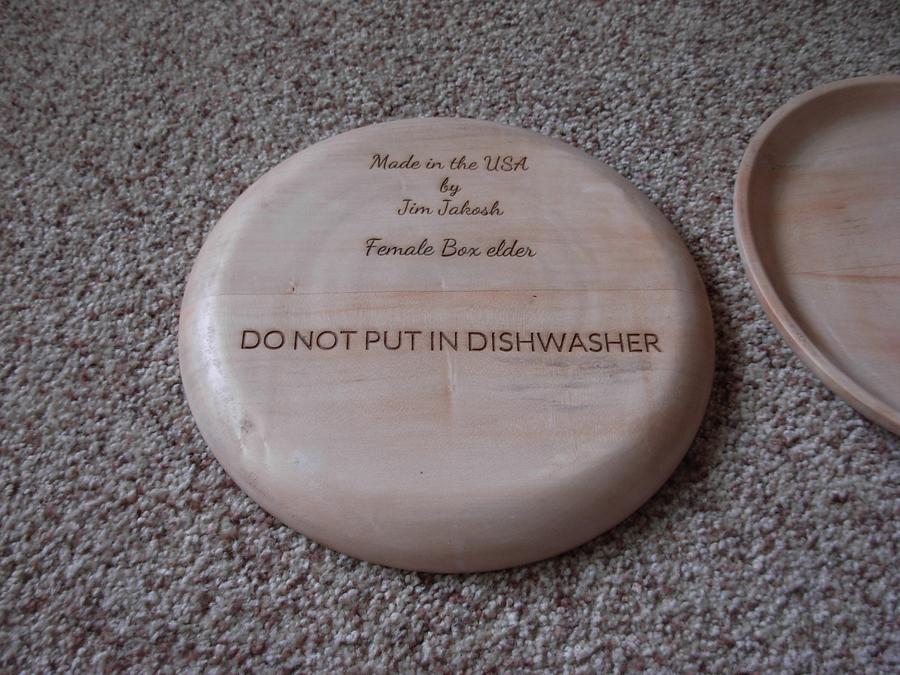 Made in the USA
by
Jim Jakosh
Female Box elder
DO NOT PUT IN DISHWASHER